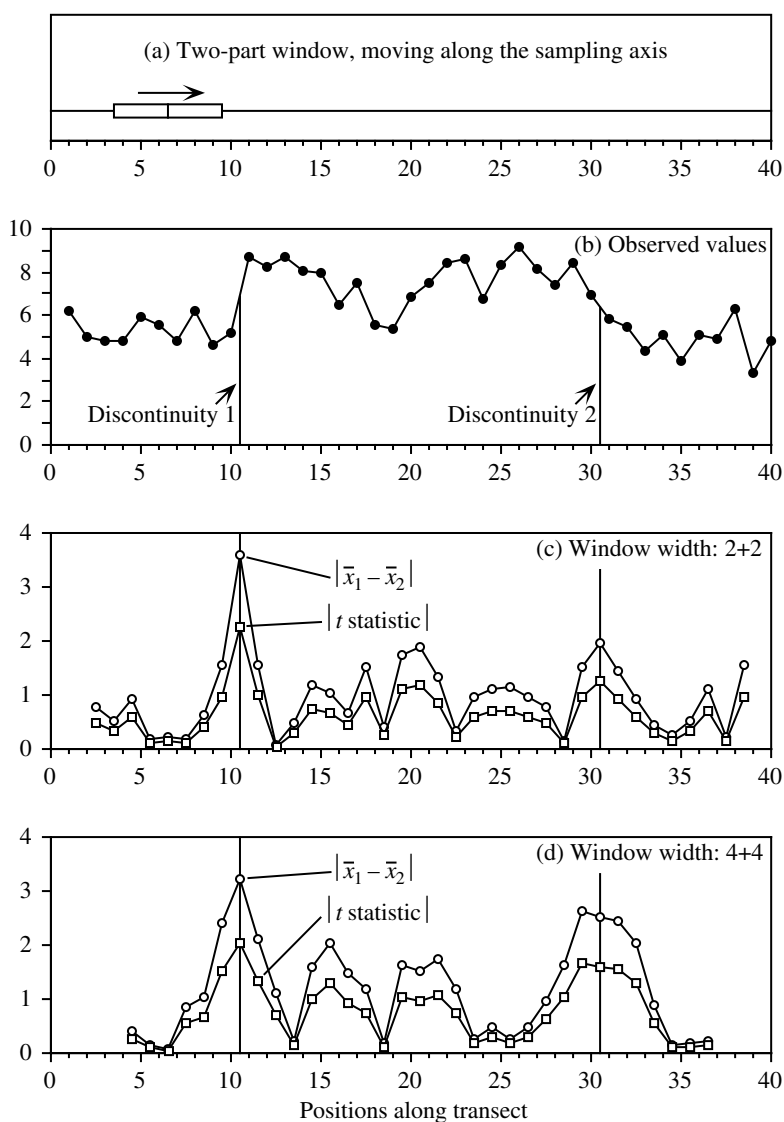 (a) Two-part window, moving along the sampling axis
0 5 10 15 20 25 30 35 40
10
(b) Observed values
8
6
4
Discontinuity 1 Discontinuity 2
2
0
0 5 10 15 20 25 30 35 40
4
(c) Window width: 2+2
3
|x̄1 – x̄2|
|t statistic|
2
1
0
0 5 10 15 20 25 30 35 40
4
(d) Window width: 4+4
|x̄1 – x̄2|
3
|t statistic|
2
1
0
0 5 10 15 20 25 30 35 40
Positions along transect